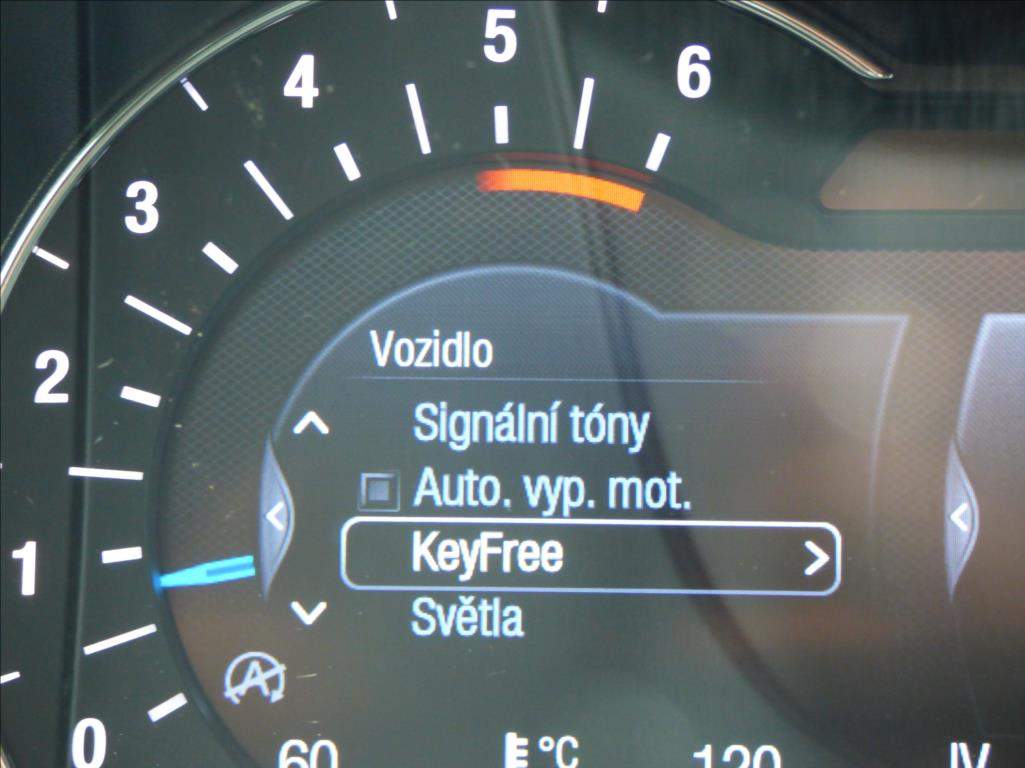 5
4
6
3
Vozidlo
2
Signální tóny
Auto. vyp. mot.
KeyFree
1
Světla
A
0
60 °C 120